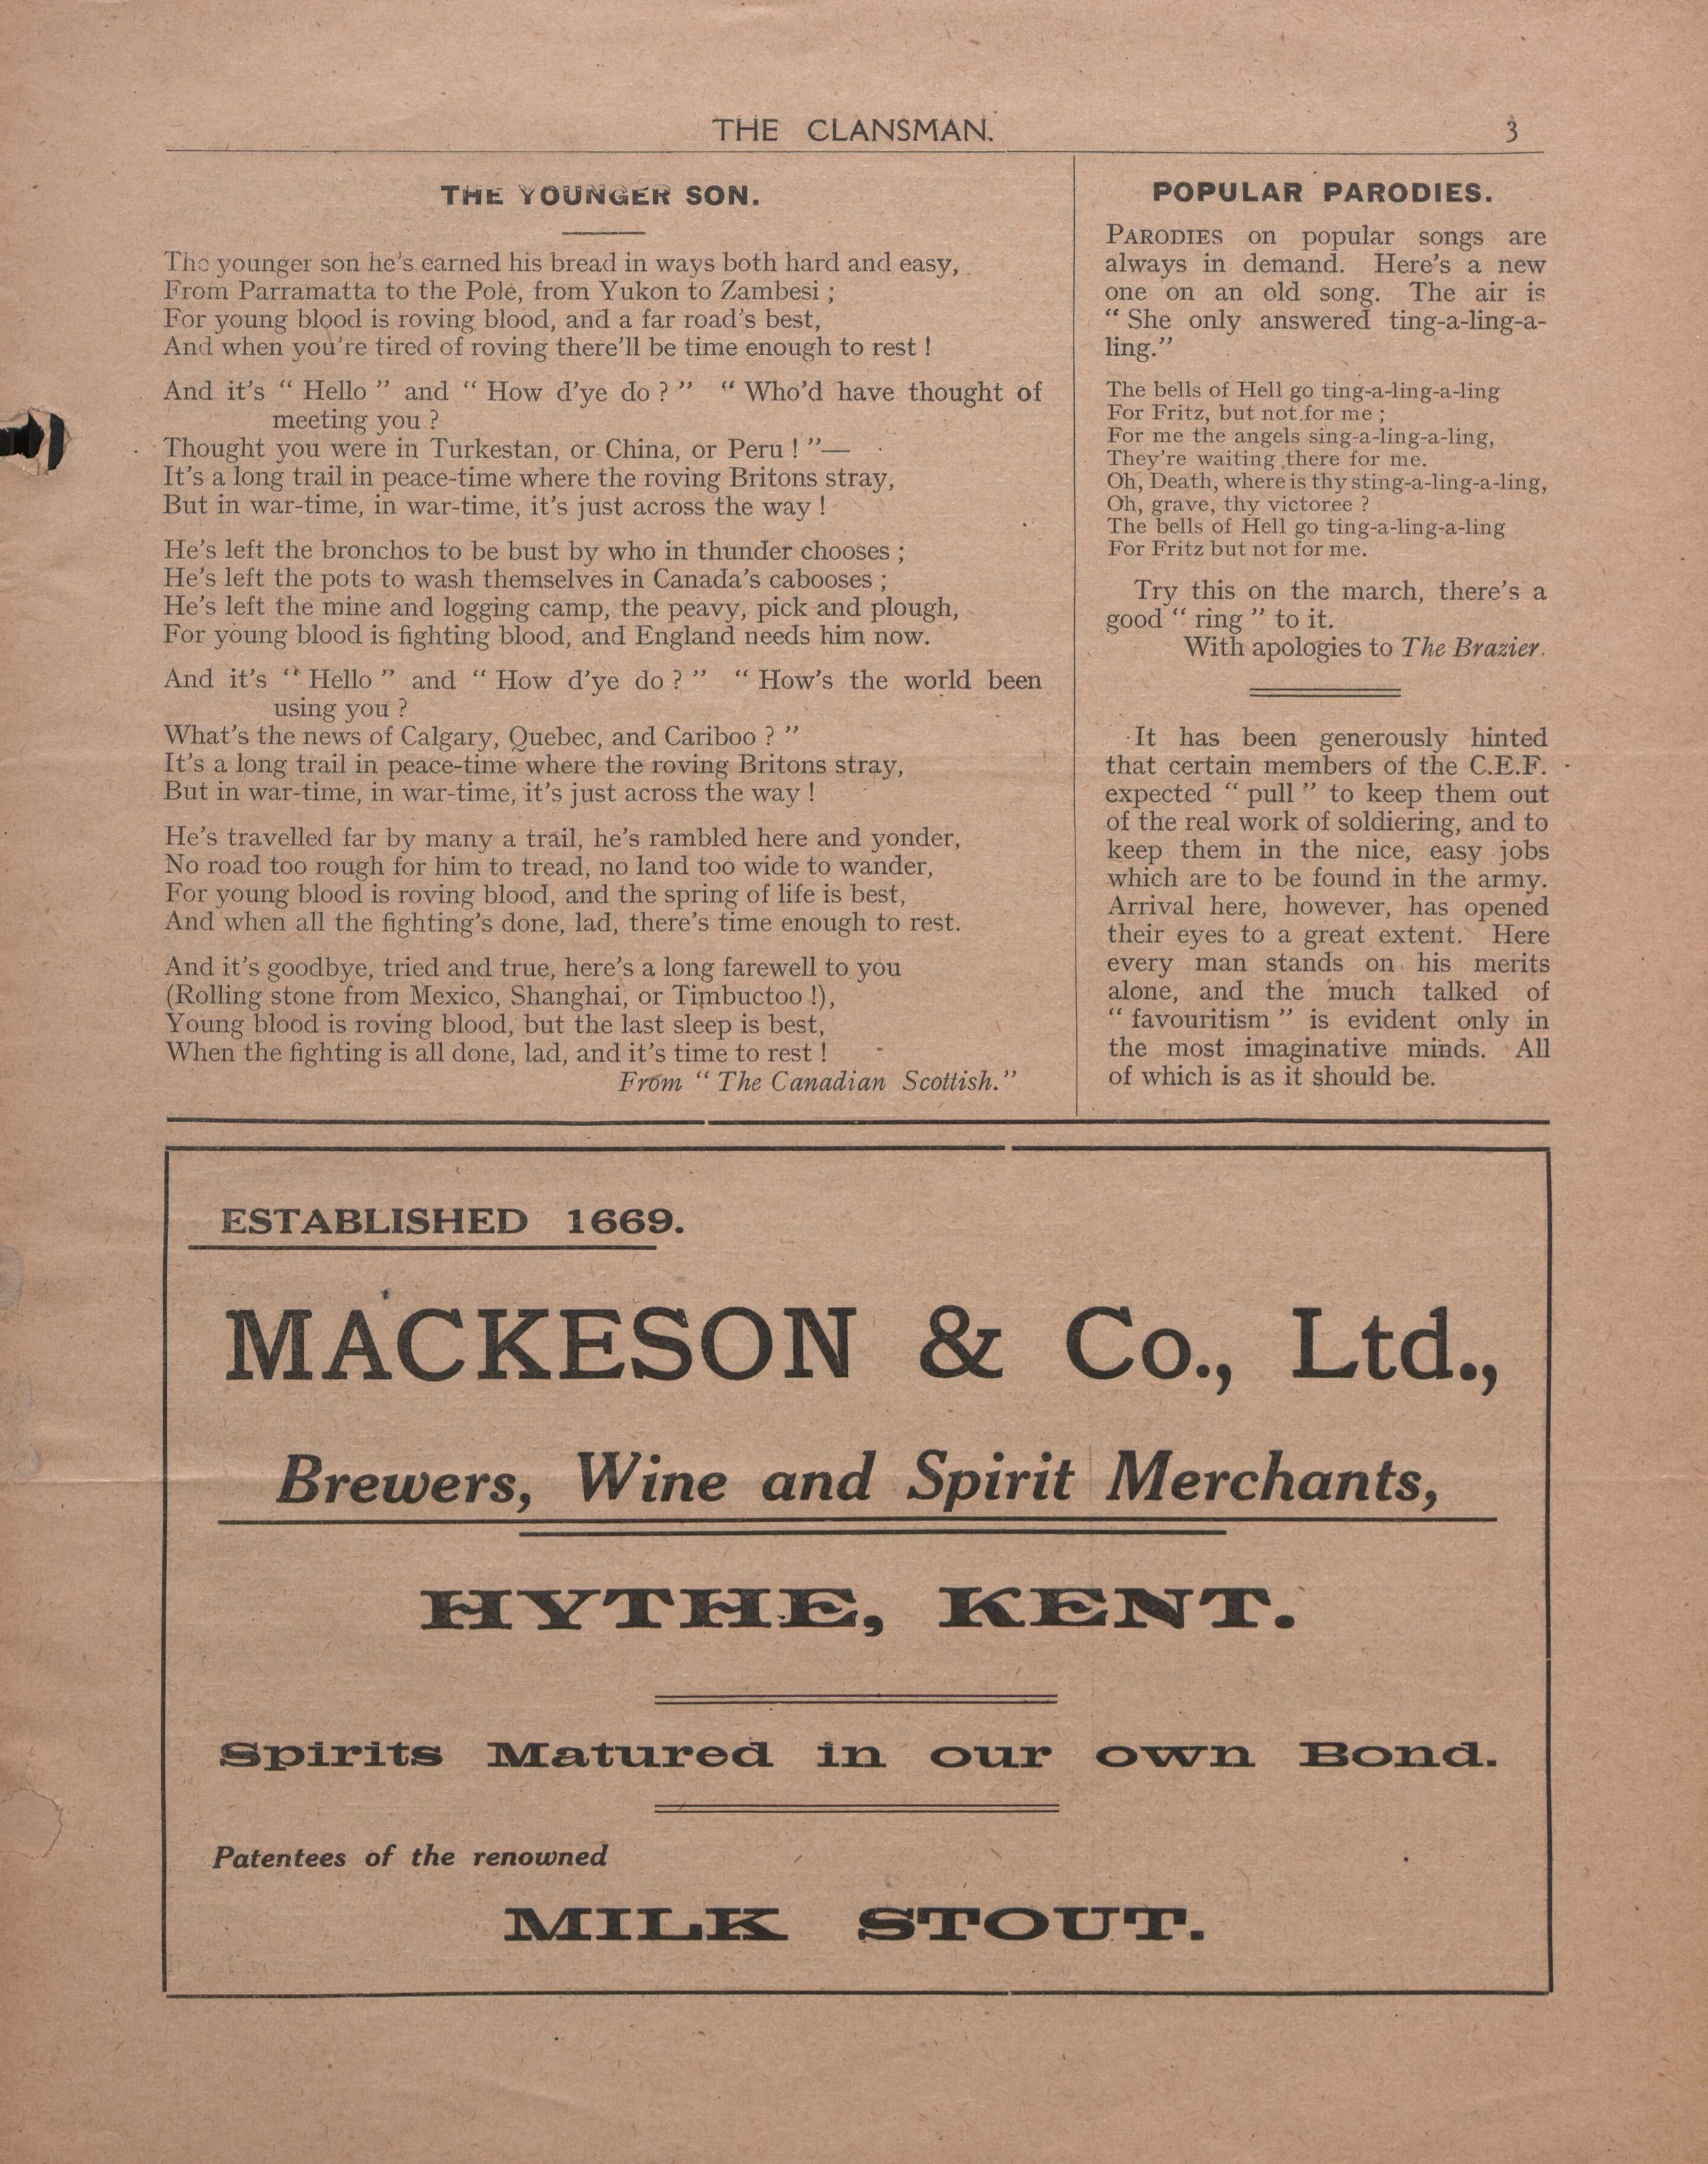 THE CLANSMAN. 3
THE YOUNGER SON.
The younger son he's earned his bread in ways both hard and easy,
From Parramatta to the Pole, from Yukon to Zambesi ;
For young blood is roving blood, and a far road's best,
And when you're tired of roving there'll be time enough to rest !
And it's “ Hello ” and “ How d'ye do ? ” “ Who'd have thought of
meeting you ?
Thought you were in Turkestan, or China, or Peru ! ”—
It's a long trail in peace-time where the roving Britons stray,
But in war-time, in war-time, it's just across the way !
He's left the bronchos to be bust by who in thunder chooses ;
He's left the pots to wash themselves in Canada's cabooses ;
He's left the mine and logging camp, the peavy, pick and plough,
For young blood is fighting blood, and England needs him now.
And it's “ Hello ” and “ How d'ye do ? ” “ How's the world been
using you ?
What's the news of Calgary, Quebec, and Cariboo ? ”
It's a long trail in peace-time where the roving Britons stray,
But in war-time, in war-time, it's just across the way !
He's travelled far by many a trail, he's rambled here and yonder,
No road too rough for him to tread, no land too wide to wander,
For young blood is roving blood, and the spring of life is best,
And when all the fighting's done, lad, there's time enough to rest.
And it's goodbye, tried and true, here's a long farewell to you
(Rolling stone from Mexico, Shanghai, or Timbuctoo !),
Young blood is roving blood, but the last sleep is best,
When the fighting is all done, lad, and it's time to rest !
From “ The Canadian Scottish.”
POPULAR PARODIES.
PARODIES on popular songs are
always in demand. Here's a new
one on an old song. The air is
“ She only answered ting-a-ling-a-
ling.”
The bells of Hell go ting-a-ling-a-ling
For Fritz, but not for me ;
For me the angels sing-a-ling-a-ling,
They're waiting there for me.
Oh, Death, where is thy sting-a-ling-a-ling,
Oh, grave, thy victoree ?
The bells of Hell go ting-a-ling-a-ling
For Fritz but not for me.
Try this on the march, there's a
good “ ring ” to it.
With apologies to The Brazier.
It has been generously hinted
that certain members of the C.E.F.
expected “ pull ” to keep them out
of the real work of soldiering, and to
keep them in the nice, easy jobs
which are to be found in the army.
Arrival here, however, has opened
their eyes to a great extent. Here
every man stands on his merits
alone, and the much talked of
“ favouritism ” is evident only in
the most imaginative minds. All
of which is as it should be.
ESTABLISHED 1669.
MACKESON & Co., Ltd.,
Brewers, Wine and Spirit Merchants,
HYTHE, KENT.
Spirits Matured in our own Bond.
Patentees of the renowned
MILK STOUT.